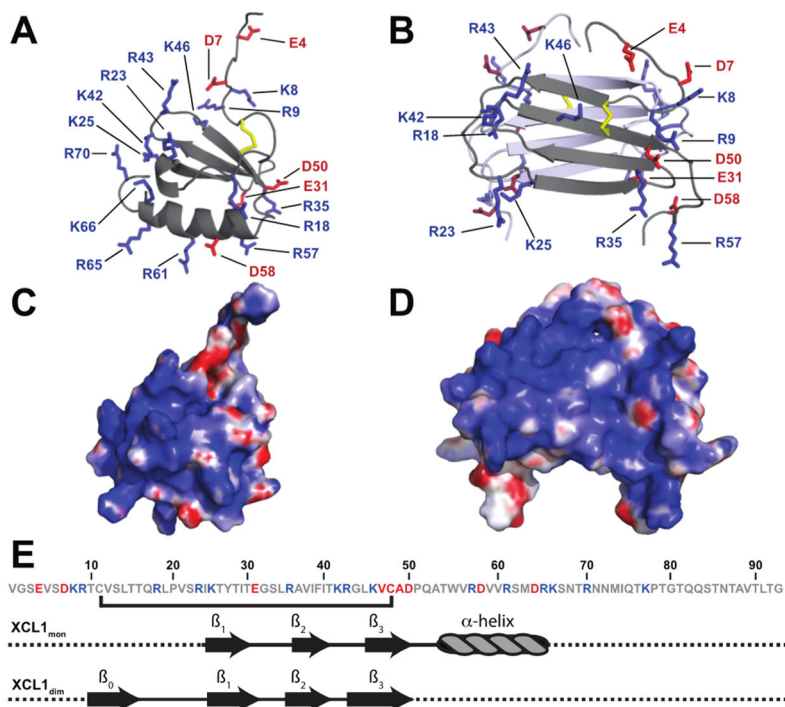 A
B
K46
D7
E4
R43
R23
K42
K25
K8
R9
R70
D50
E31
K66
R35
R18
R65
R61
D58
R57
R43
K46
E4
D7
K8
K42
R18
R9
D50
E31
D58
R23
K25
R35
R57
C
D
E
10 20 30 40 50 60 70 80 90
VGSEVSDKRTCVSLTTQRLPVSRIKTYTITEGSLRAVIFITKRGLKVCADPQATWVRDVVRSMDRKSNTRNNMIQTKPTGTQQSTNTAVTLTG
XCL1mon ß1 ß2 ß3 α-helix
XCL1dim ß0 ß1 ß2 ß3